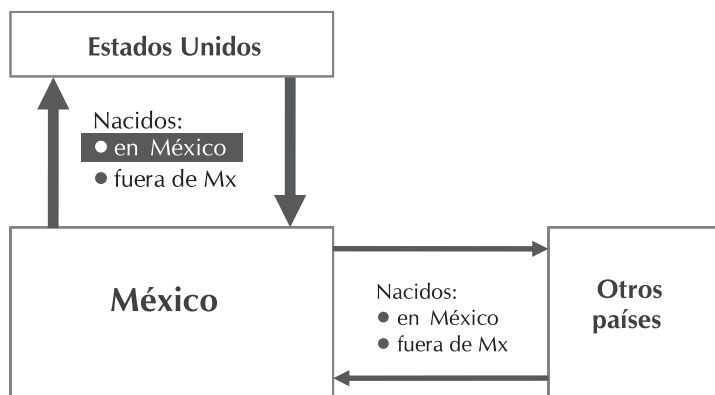 Estados Unidos
Nacidos:
● en México
● fuera de Mx
México
Nacidos:
● en México
● fuera de Mx
Otros
países